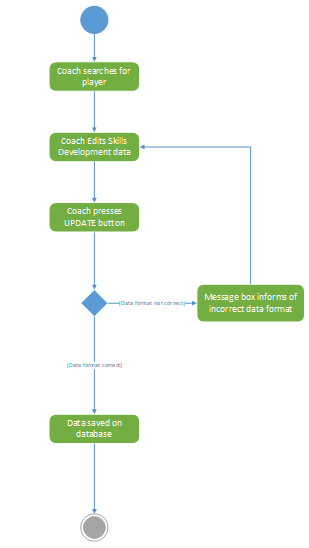 Coach searches for
player
Coach Edits Skills
Development data
Coach presses
UPDATE button
[Data format not correct]
Message box informs of
incorrect data format
[Data format correct]
Data saved on
database